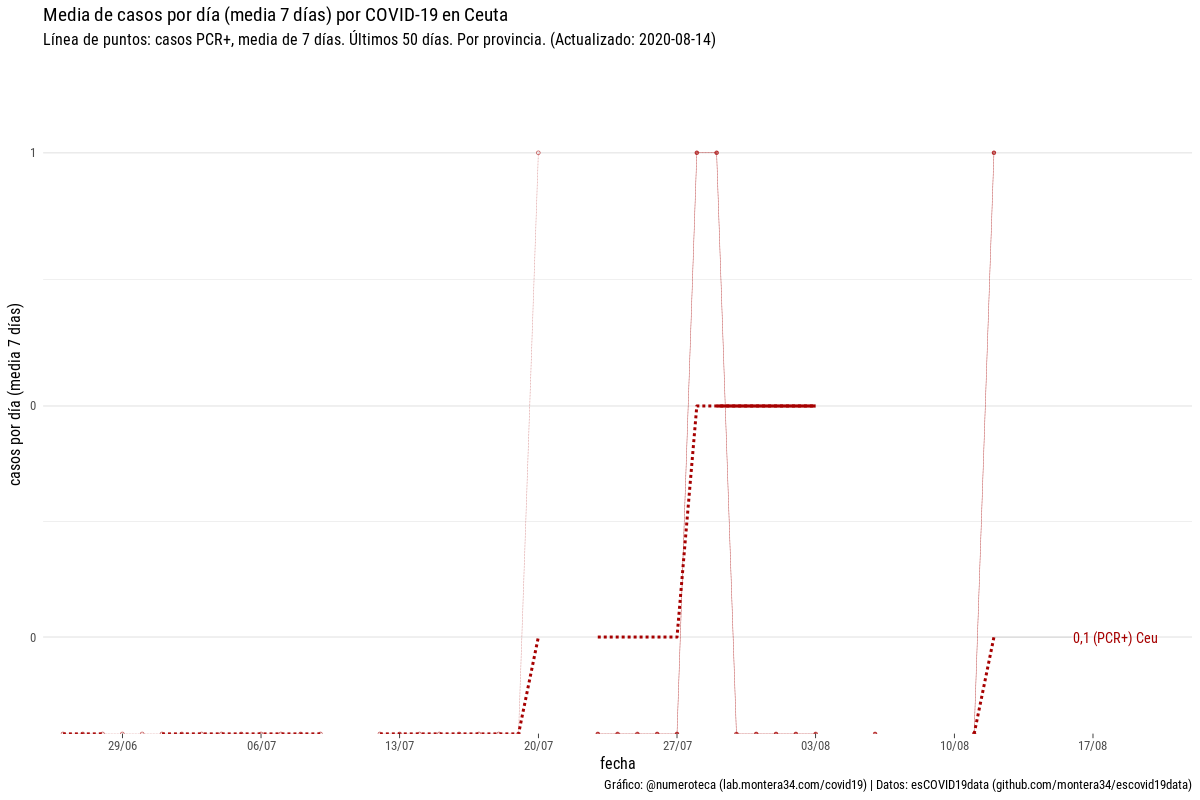 Media de casos por día (media 7 días) por COVID-19 en Ceuta
Línea de puntos: casos PCR+, media de 7 días. Últimos 50 días. Por provincia. (Actualizado: 2020-08-14)
casos por día (media 7 días)
1
0
0
0,1 (PCR+) Ceu
29/06
06/07
13/07
20/07
27/07
03/08
10/08
17/08
fecha
Gráfico: @numeroteca (lab.montera34.com/covid19) | Datos: esCOVID19data (github.com/montera34/escovid19data)